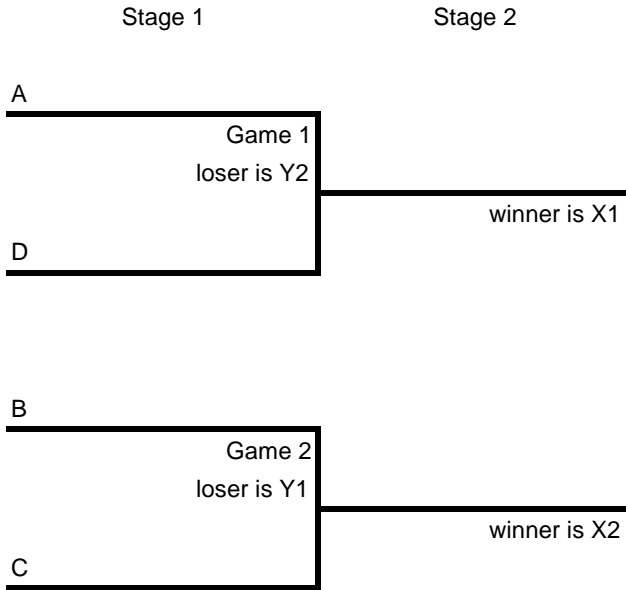 Stage 1
Stage 2
A
Game 1
loser is Y2
winner is X1
D
B
Game 2
loser is Y1
winner is X2
C